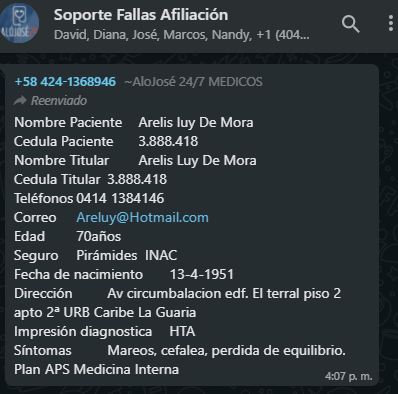 Soporte Fallas Afiliación
David, Diana, José, Marcos, Nandy, +1 (404...
ALOJOSÉ
+58 424-1368946 ~AloJosé 24/7 MEDICOS
Reenviado
Nombre Paciente Arelis luy De Mora
Cedula Paciente 3.888.418
Nombre Titular Arelis Luy De Mora
Cedula Titular 3.888.418
Teléfonos 0414 1384146
Correo Areluy@Hotmail.com
Edad 70años
Seguro Pirámides INAC
Fecha de nacimiento 13-4-1951
Dirección Av circumbalacion edf. El terral piso 2
apto 2ª URB Caribe La Guaria
Impresión diagnostica HTA
Síntomas Mareos, cefalea, perdida de equilibrio.
Plan APS Medicina Interna
4:07 p. m.